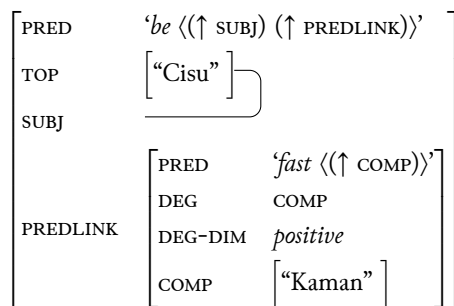 PRED ‘be ⟨(↑ SUBJ) (↑ PREDLINK)⟩’
TOP [“Cisu”]
SUBJ
PRED ‘fast ⟨(↑ COMP)⟩’
DEG COMP
PREDLINK DEG-DIM positive
COMP [“Kaman”]